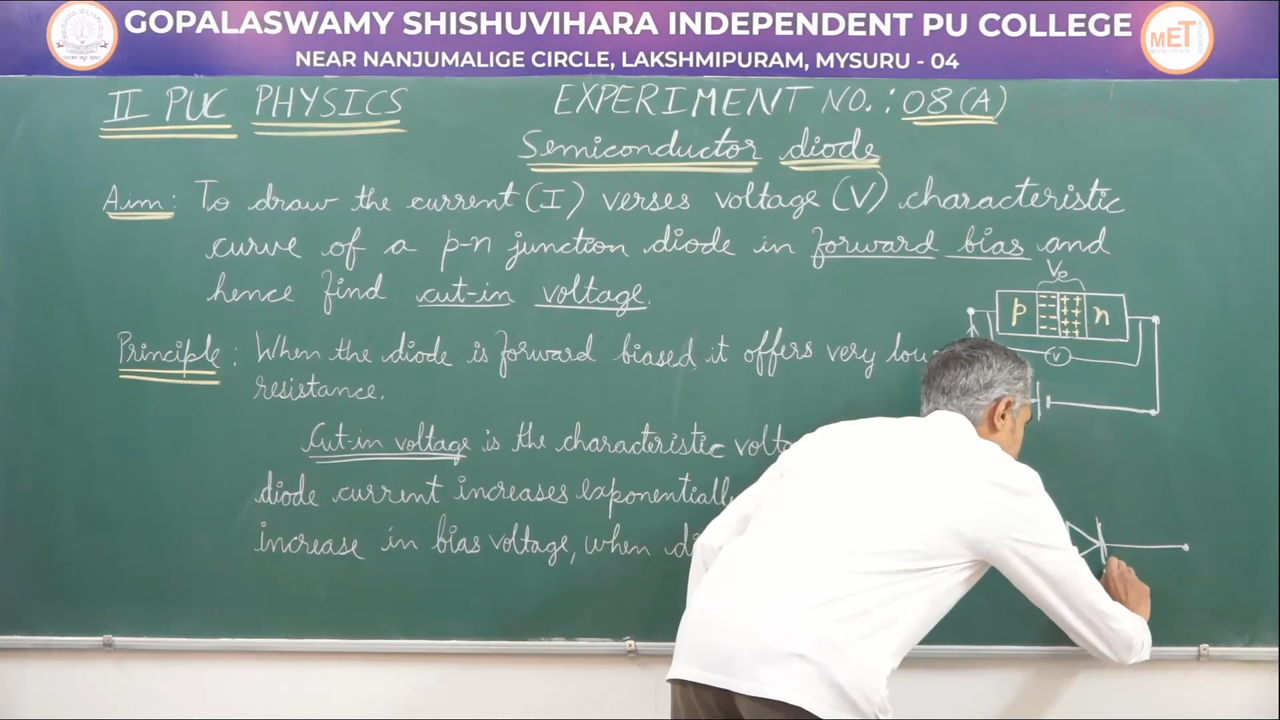 GOPALASWAMY SHISHUVIHARA INDEPENDENT PU COLLEGE
NEAR NANJUMALIGE CIRCLE, LAKSHMIPURAM, MYSURU - 04
MET
II PUC PHYSICS EXPERIMENT NO.: 08(A)
Semiconductor diode
Aim: To draw the current (I) verses voltage (V) characteristic
curve of a p-n junction diode in forward bias and
hence find cut-in voltage.
V₀
p n
V
Principle: When the diode is forward biased, it offers very low
resistance.
Cut-in voltage is the characteristic
diode current increases exponentially
increase in bias voltage, when